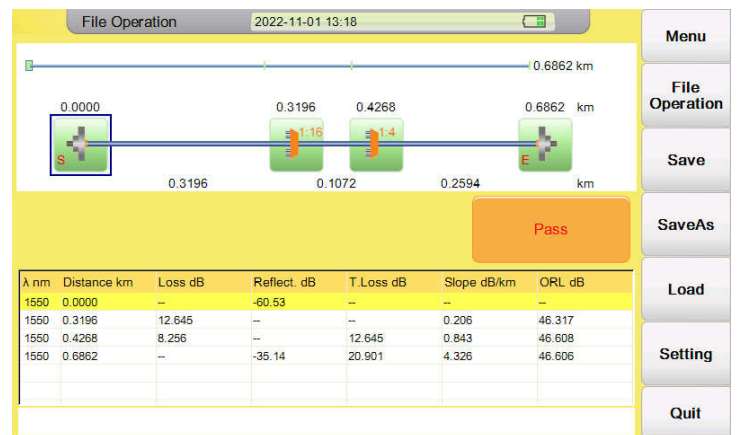 File Operation 2022-11-01 13:18
0.6862 km
0.0000 0.3196 0.4268 0.6862 km
1:16 1:4
S E
0.3196 0.1072 0.2594 km
Pass
λ nm Distance km Loss dB Reflect. dB T.Loss dB Slope dB/km ORL dB
1550 0.0000 -- -60.53 -- -- --
1550 0.3196 12.645 -- -- 0.206 46.317
1550 0.4268 8.256 -- 12.645 0.843 46.608
1550 0.6862 -- -35.14 20.901 4.326 46.606
Menu
File
Operation
Save
SaveAs
Load
Setting
Quit